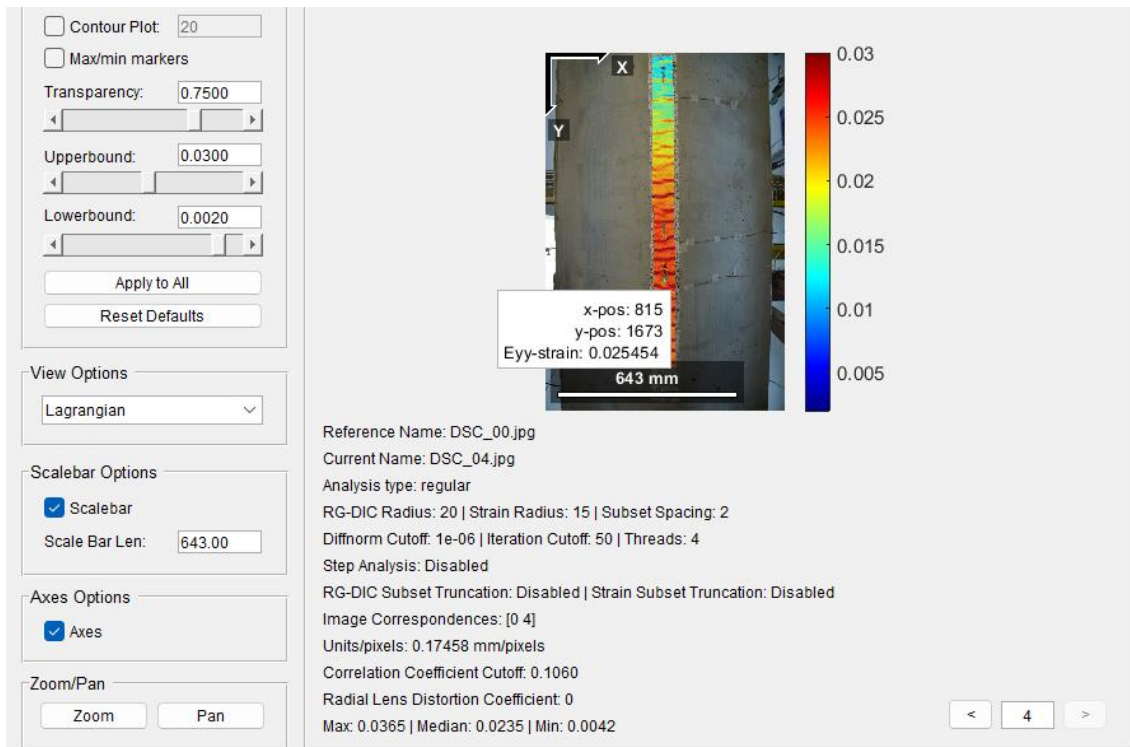 Contour Plot: 20
Max/min markers
Transparency: 0.7500
Upperbound: 0.0300
Lowerbound: 0.0020
Apply to All
Reset Defaults
View Options
Lagrangian
Scalebar Options
Scalebar
Scale Bar Len: 643.00
Axes Options
Axes
Zoom/Pan
Zoom Pan
X
Y
x-pos: 815
y-pos: 1673
Eyy-strain: 0.025454
643 mm
0.03
0.025
0.02
0.015
0.01
0.005
Reference Name: DSC_00.jpg
Current Name: DSC_04.jpg
Analysis type: regular
RG-DIC Radius: 20 | Strain Radius: 15 | Subset Spacing: 2
Diffnorm Cutoff: 1e-06 | Iteration Cutoff: 50 | Threads: 4
Step Analysis: Disabled
RG-DIC Subset Truncation: Disabled | Strain Subset Truncation: Disabled
Image Correspondences: [0 4]
Units/pixels: 0.17458 mm/pixels
Correlation Coefficient Cutoff: 0.1060
Radial Lens Distortion Coefficient: 0
Max: 0.0365 | Median: 0.0235 | Min: 0.0042
< 4 >